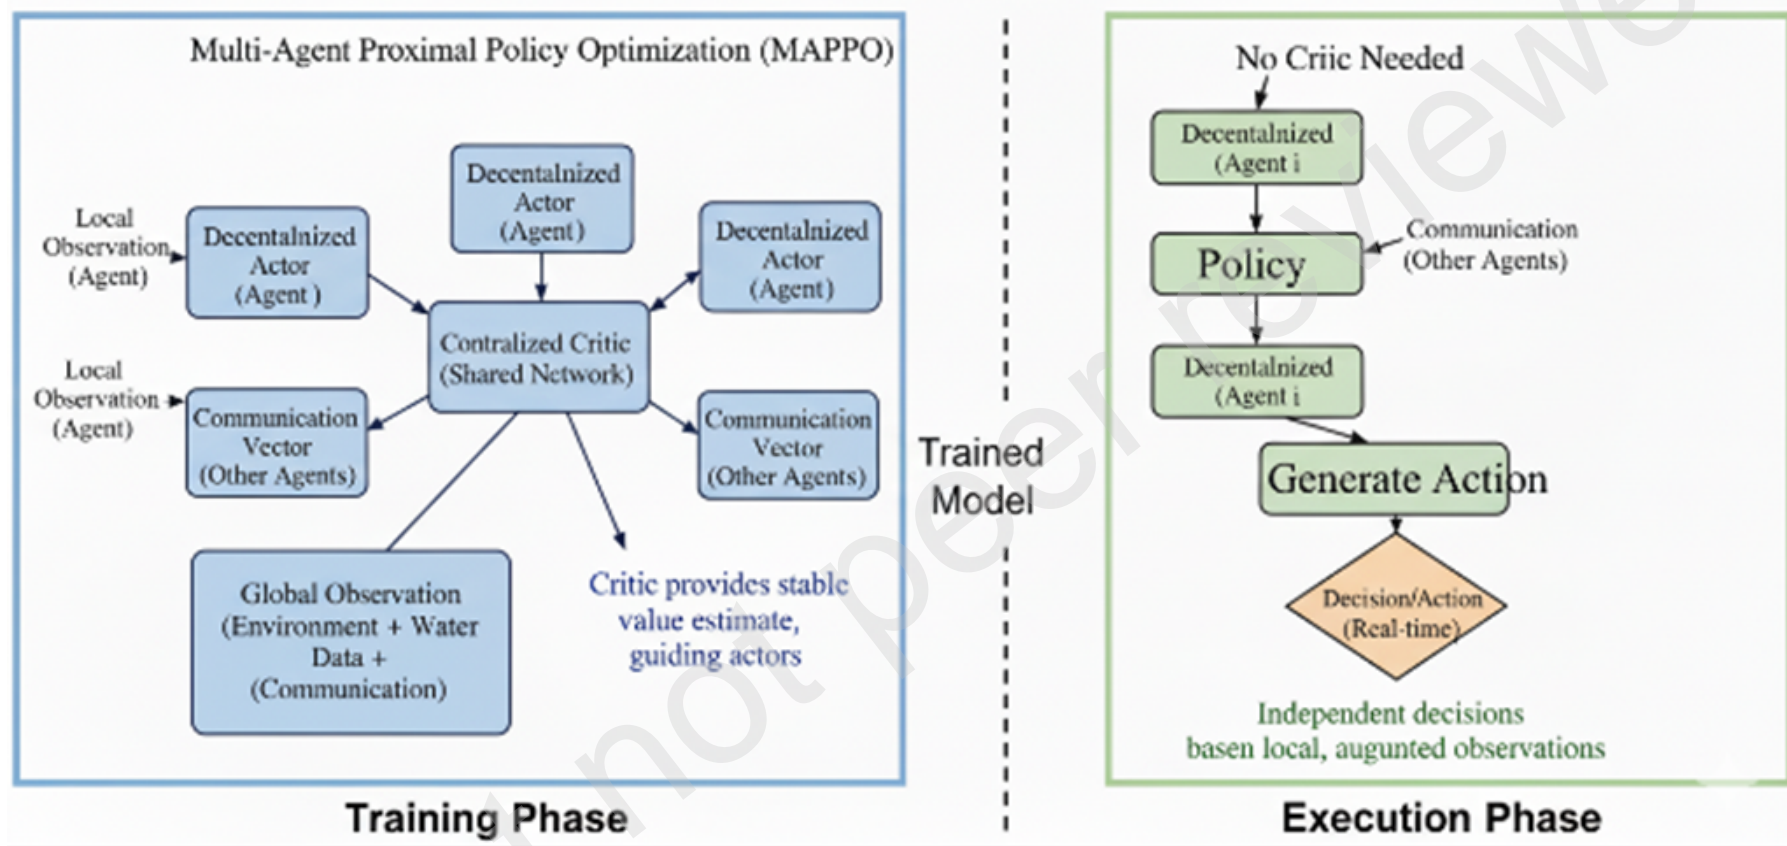 Multi-Agent Proximal Policy Optimization (MAPPO)
Decentalnized
Actor
(Agent)
Local
Observation
(Agent)
Decentalnized
Actor
(Agent )
Decentalnized
Actor
(Agent)
Contralized Critic
(Shared Network)
Local
Observation
(Agent)
Communication
Vector
(Other Agents)
Communication
Vector
(Other Agents)
Global Observation
(Environment + Water
Data +
(Communication)
Critic provides stable
value estimate,
guiding actors
Training Phase
Trained
Model
No Criic Needed
Decentalnized
(Agent i
Policy
Communication
(Other Agents)
Decentalnized
(Agent i
Generate Action
Decision/Action
(Real-time)
Independent decisions
basen local, augunted observations
Execution Phase
not peer reviewe